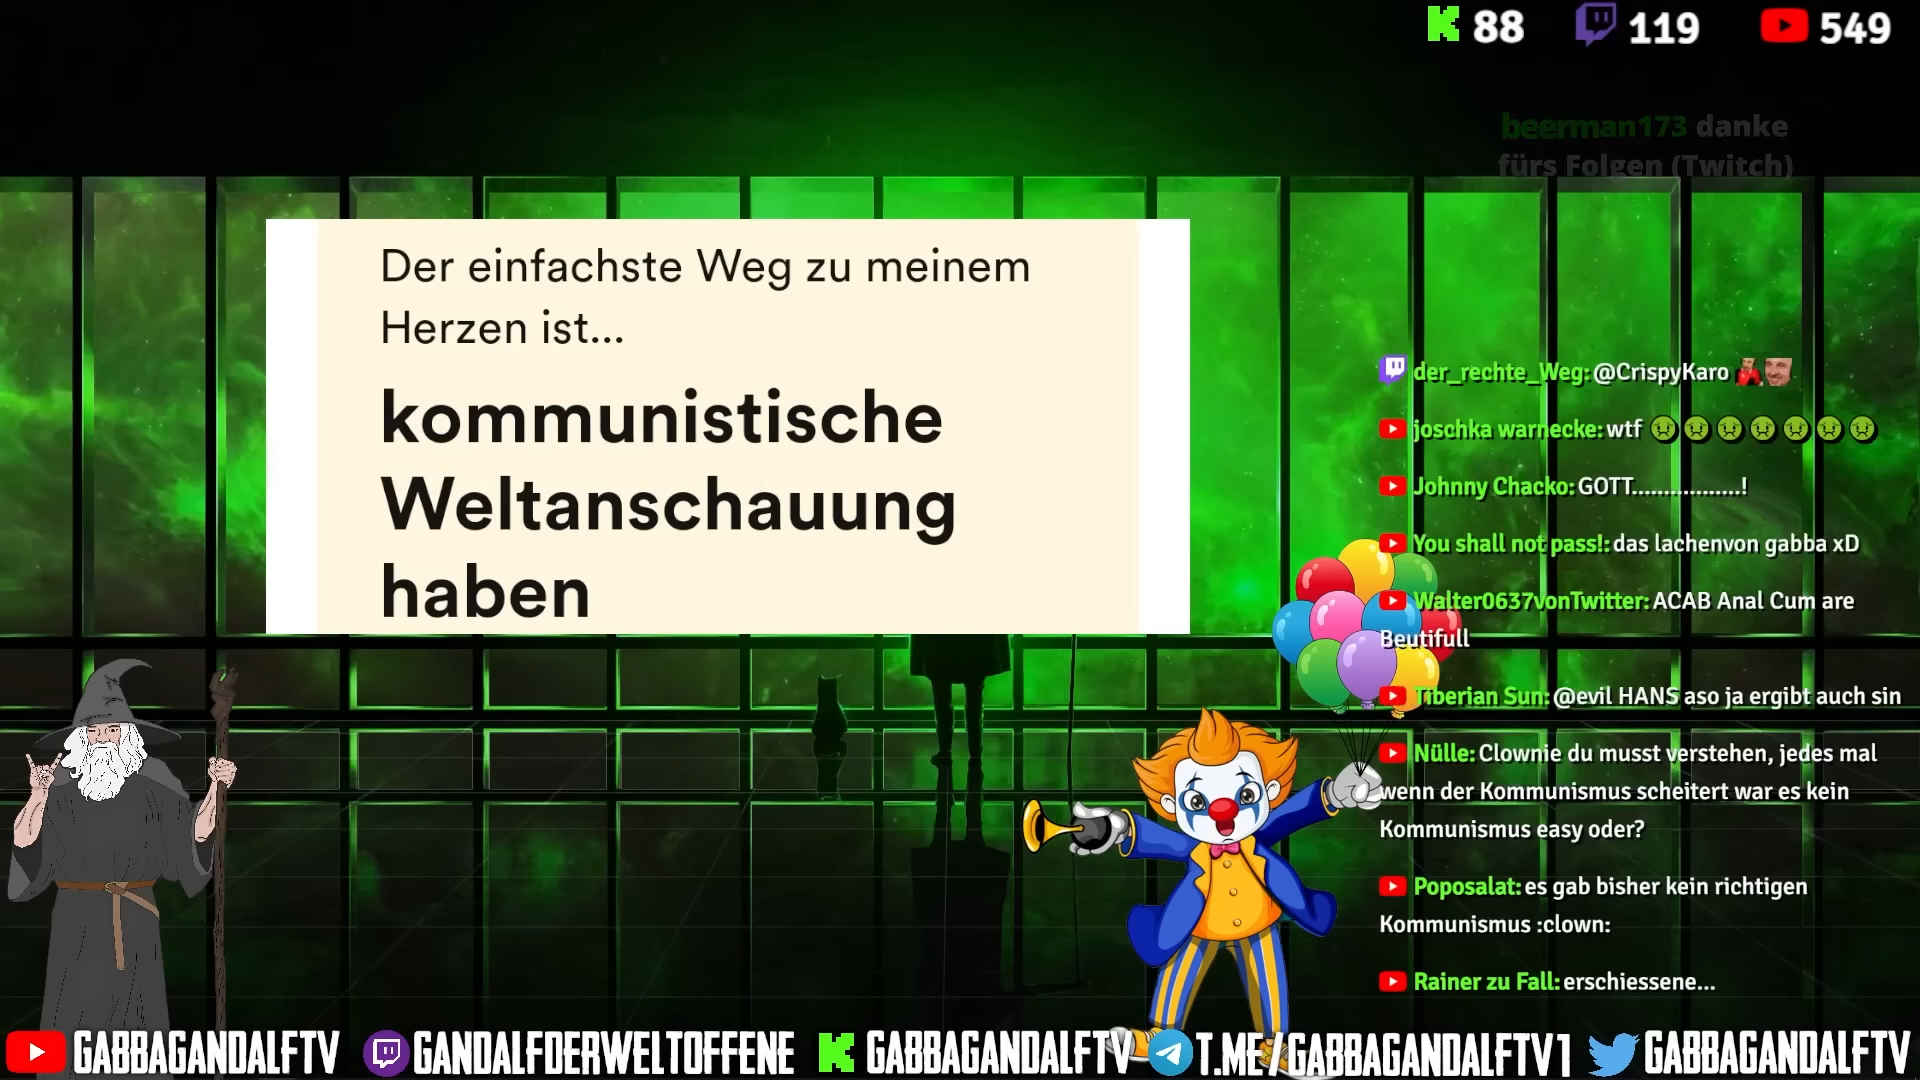 88 119 549
beerman173 danke
fürs Folgen (Twitch)
Der einfachste Weg zu meinem
Herzen ist...
kommunistische
Weltanschauung
haben
der_rechte_Weg: @CrispyKaro
joschka warnecke: wtf
Johnny Chacko: GOTT.................!
You shall not pass!: das lachenvon gabba xD
Walter0637vonTwitter: ACAB Anal Cum are
Beutifull
Tiberian Sun: @evil HANS aso ja ergibt auch sin
Nülle: Clownie du musst verstehen, jedes mal
wenn der Kommunismus scheitert war es kein
Kommunismus easy oder?
Poposalat: es gab bisher kein richtigen
Kommunismus :clown:
Rainer zu Fall: erschiessene...
GABBAGANDALFTV GANDALFDERWELTOFFENE GABBAGANDALFTV T.ME/GABBAGANDALFTV1 GABBAGANDALFTV